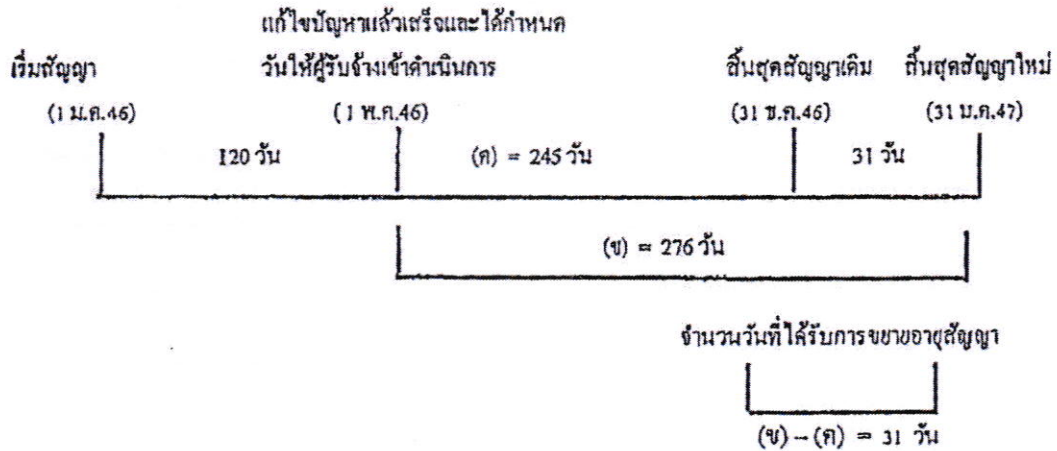 แก้ไขปัญหาแล้วเสร็จและได้กำหนด
เริ่มสัญญา วันให้ผู้รับจ้างเข้าดำเนินการ สิ้นสุดสัญญาเดิม สิ้นสุดสัญญาใหม่
(1 ม.ค.46) (1 พ.ค.46) (31 ธ.ค.46) (31 ม.ค.47)
120 วัน (ค) = 245 วัน 31 วัน
(ข) = 276 วัน
จำนวนวันที่ได้รับการขยายอายุสัญญา
(ข) – (ค) = 31 วัน